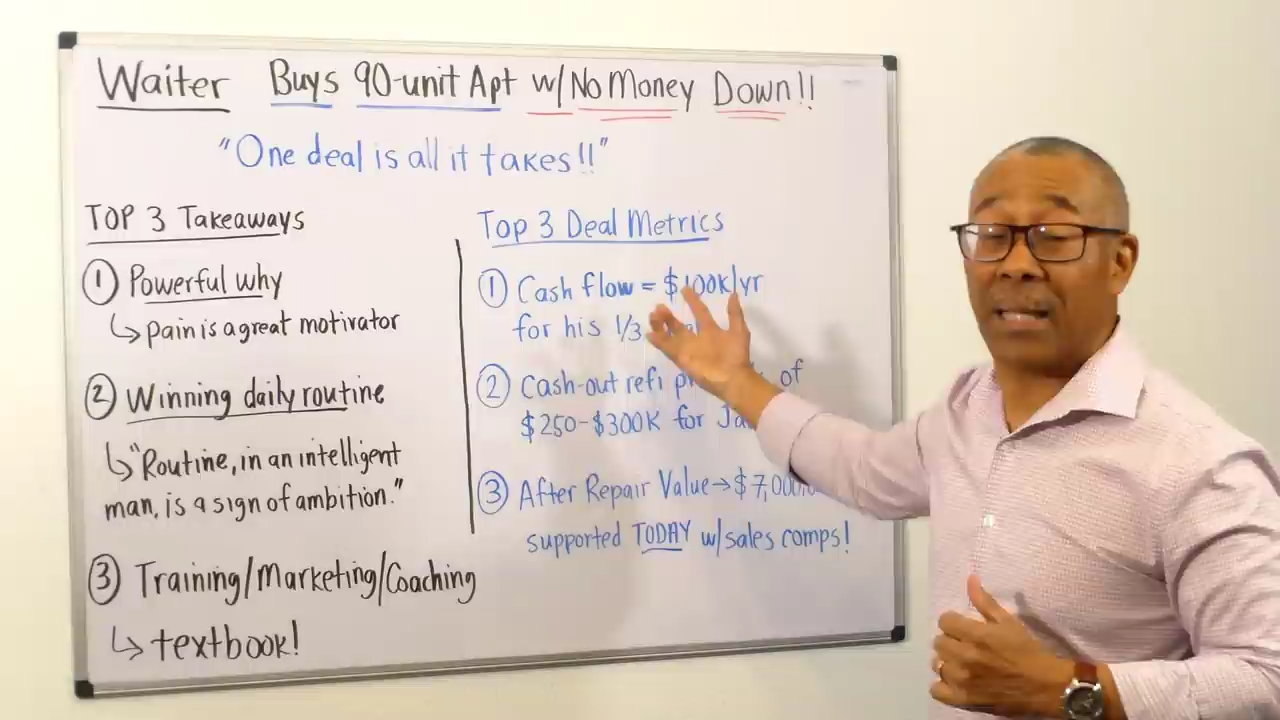 Waiter Buys 90-unit Apt w/ No Money Down!!
"One deal is all it takes!!"
TOP 3 Takeaways
① Powerful why
↳ pain is a great motivator
② Winning daily routine
↳ "Routine, in an intelligent
man, is a sign of ambition."
③ Training/Marketing/Coaching
↳ textbook!
Top 3 Deal Metrics
① Cash flow = $100K/yr
for his 1/3
② Cash-out refi of
$250-$300K for
③ After Repair Value→
supported TODAY w/sales comps!